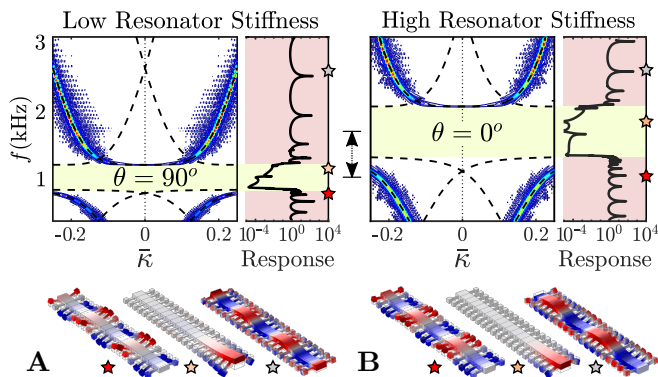 Low Resonator Stiffness
High Resonator Stiffness
3
2
1
f (kHz)
θ = 90°
θ = 0°
-0.2 0 0.2
10⁻⁴ 10⁰ 10⁴
-0.2 0 0.2
10⁻⁴ 10⁰ 10⁴
κ̄ Response
κ̄ Response
A
B